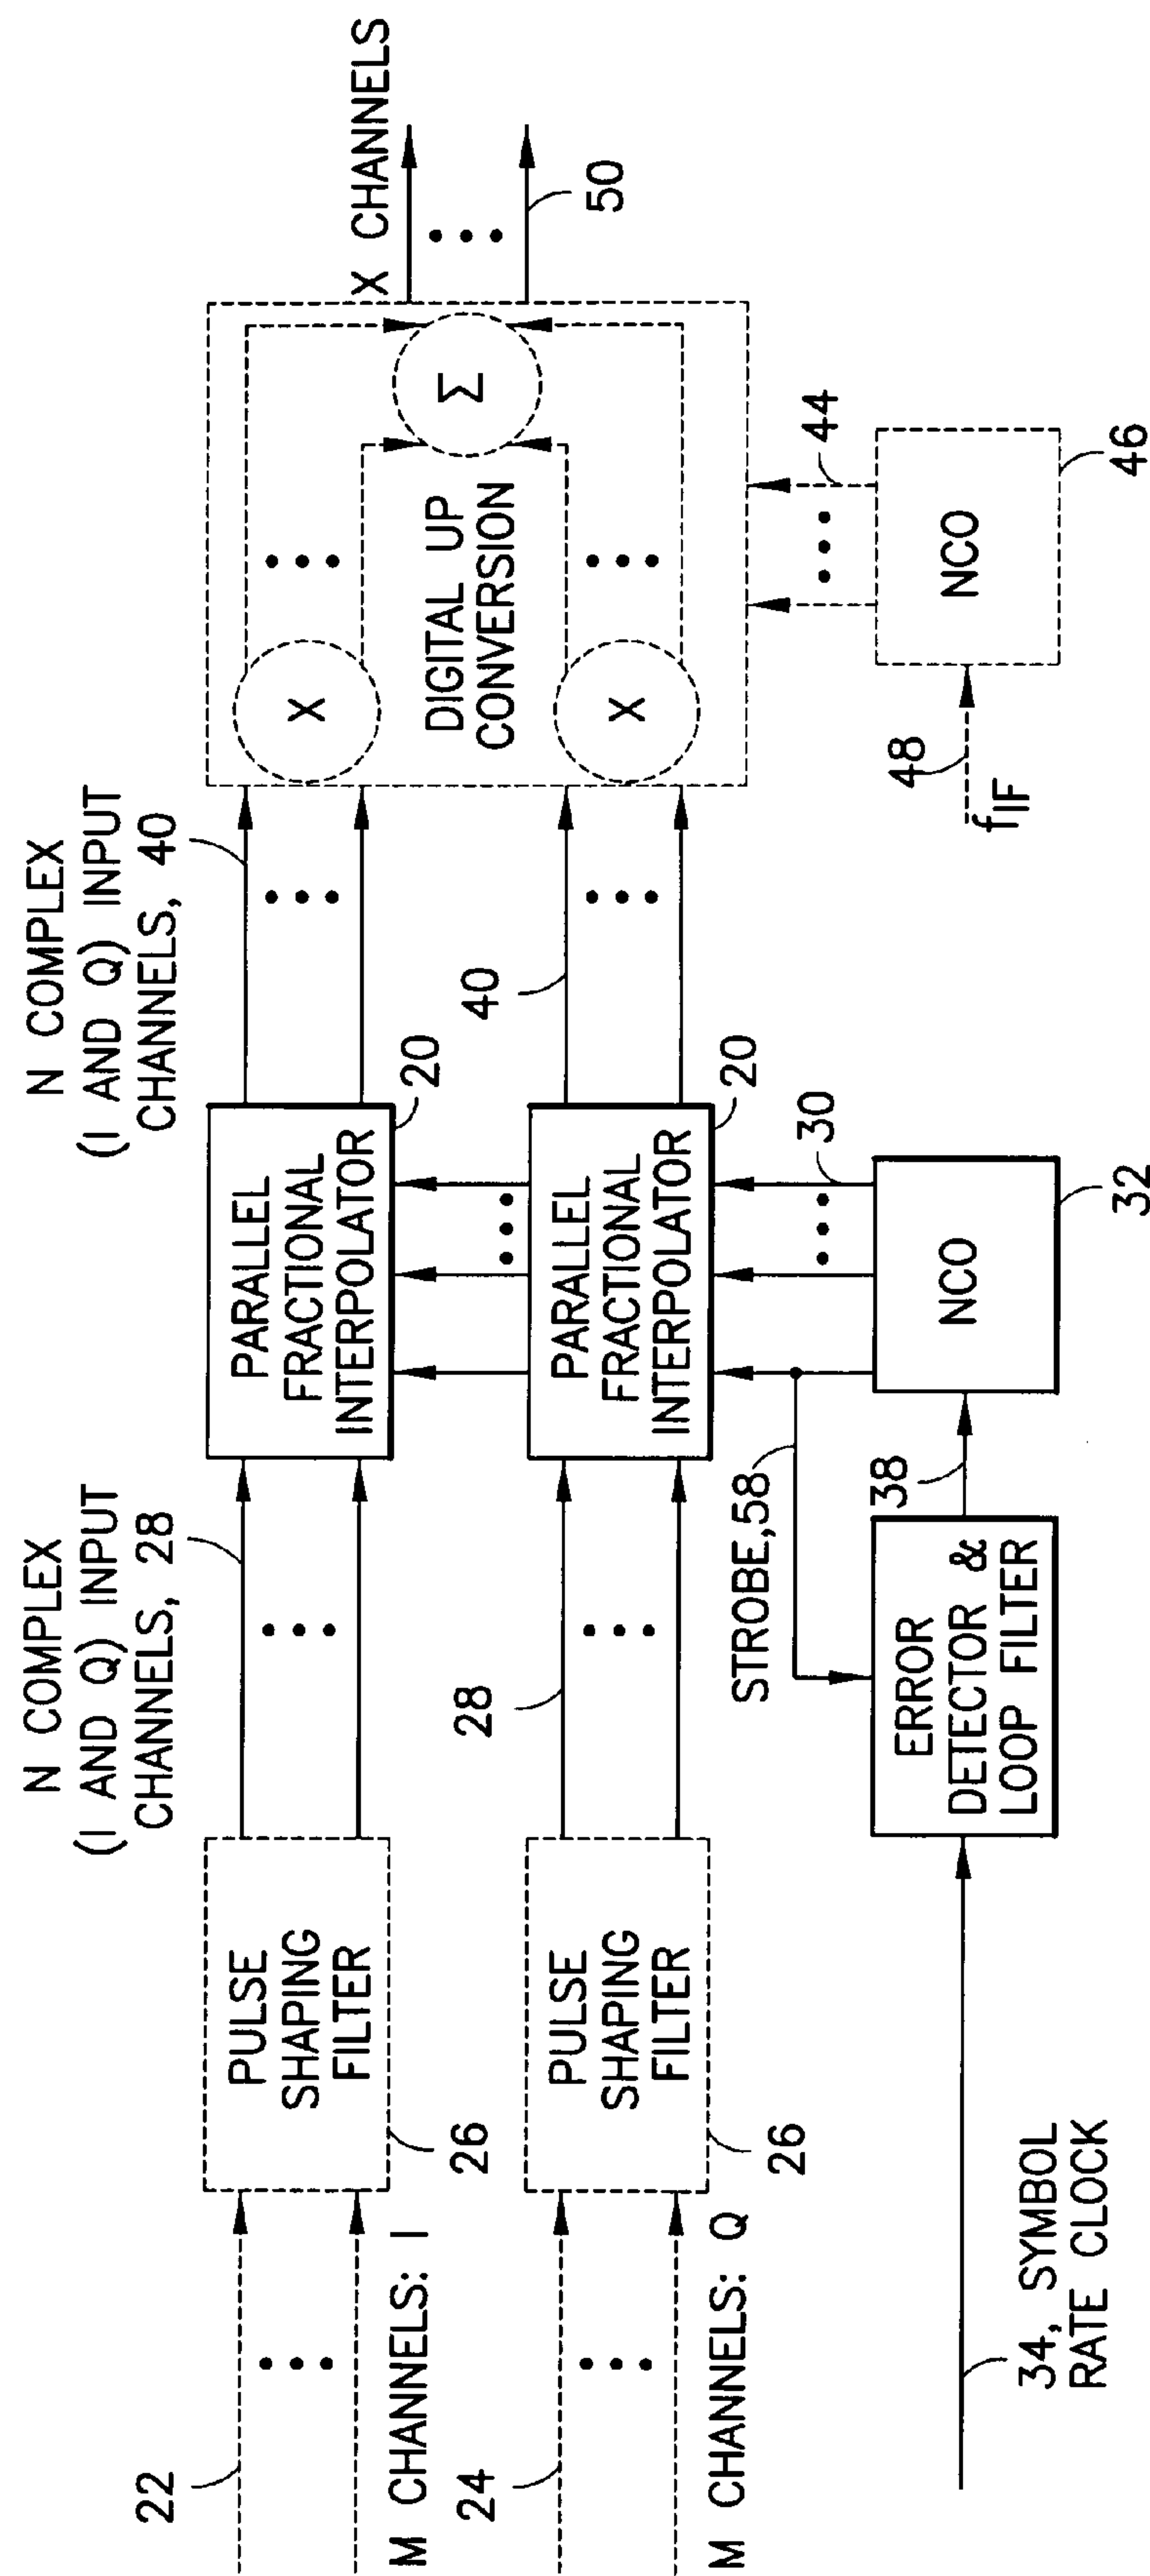 22
M CHANNELS: I
24
M CHANNELS: Q
34, SYMBOL
RATE CLOCK
PULSE
SHAPING
FILTER
26
PULSE
SHAPING
FILTER
26
N COMPLEX
(I AND Q) INPUT
CHANNELS, 28
28
STROBE,58
ERROR
DETECTOR &
LOOP FILTER
38
PARALLEL
FRACTIONAL
INTERPOLATOR
20
PARALLEL
FRACTIONAL
INTERPOLATOR
20
30
NCO
32
N COMPLEX
(I AND Q) INPUT
CHANNELS, 40
40
X
X
DIGITAL UP
CONVERSION
Σ
44
NCO
46
48
fIF
X CHANNELS
50